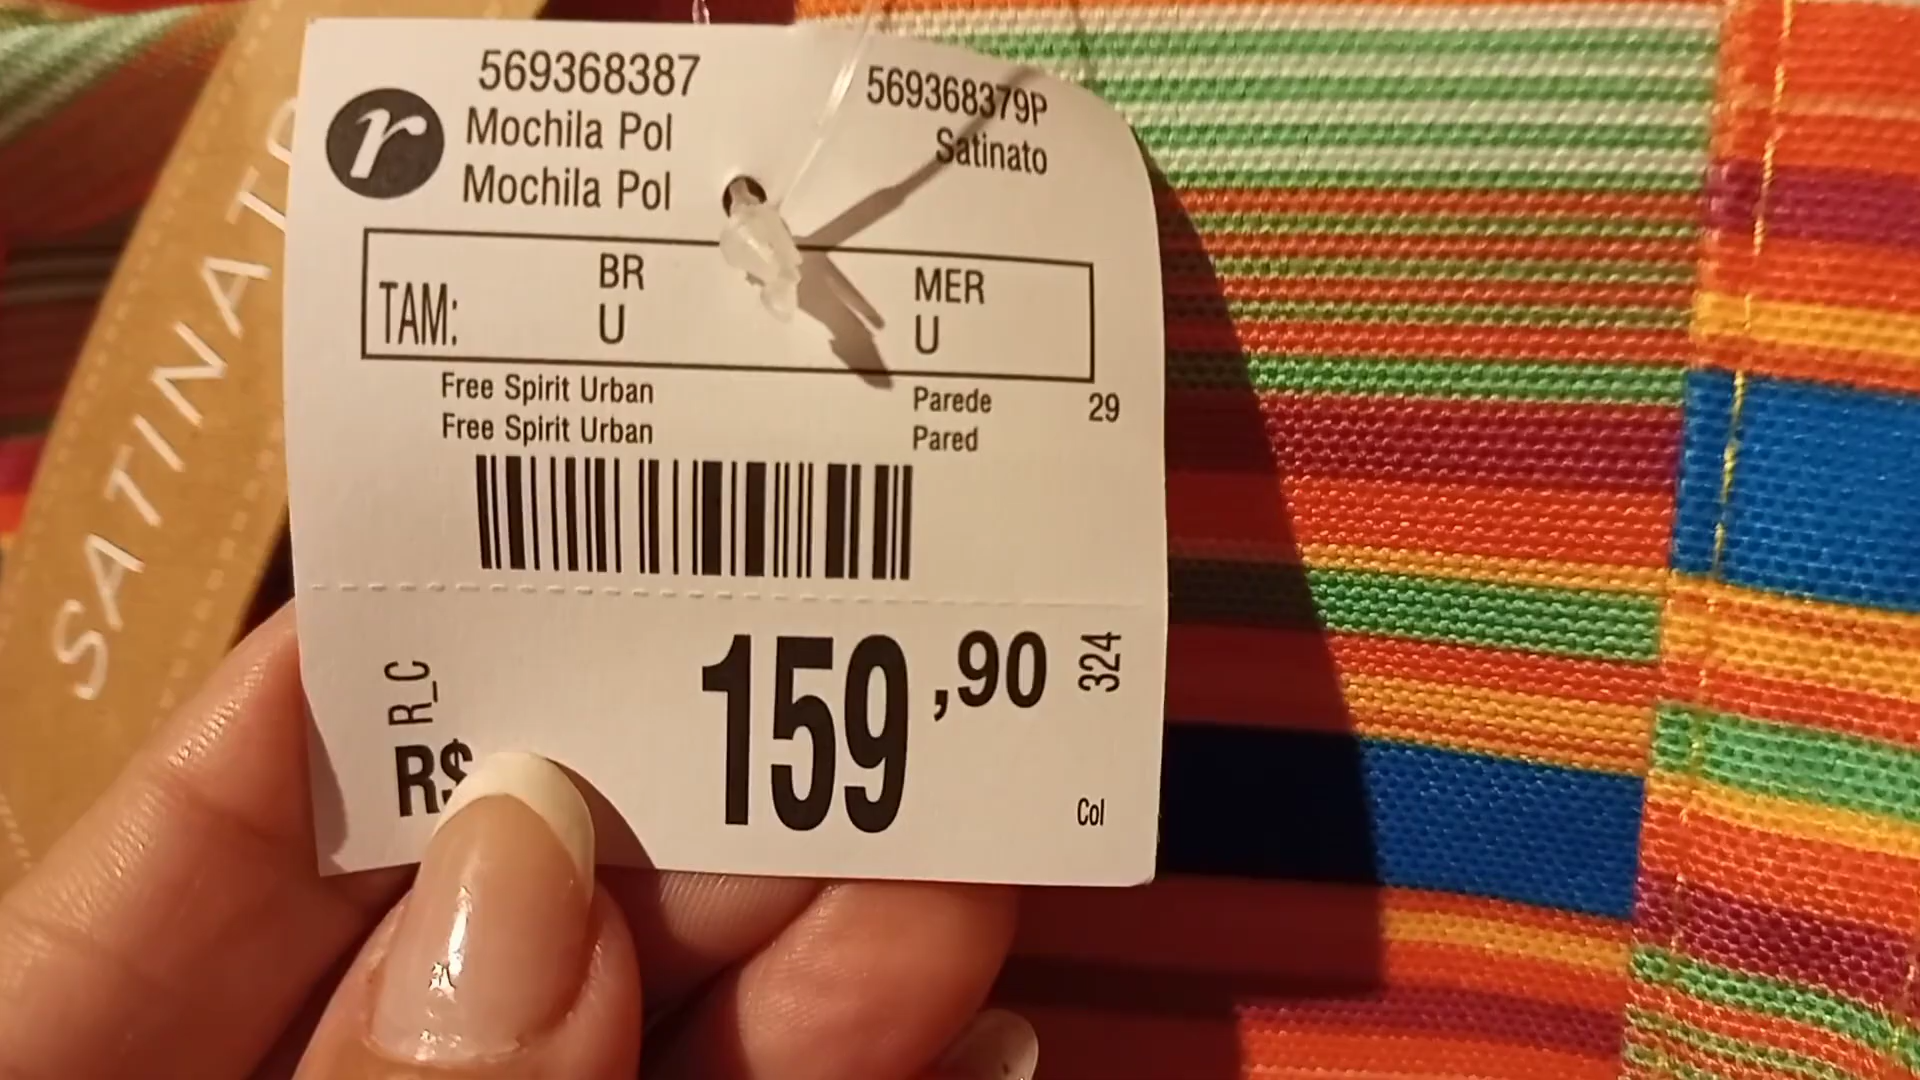 569368387
569368379P
r
Mochila Pol
Satinato
Mochila Pol
BR
MER
TAM:
U
U
Free Spirit Urban
Parede
29
Free Spirit Urban
Pared
R_C
R$
159,90
324
Col
SATINATO